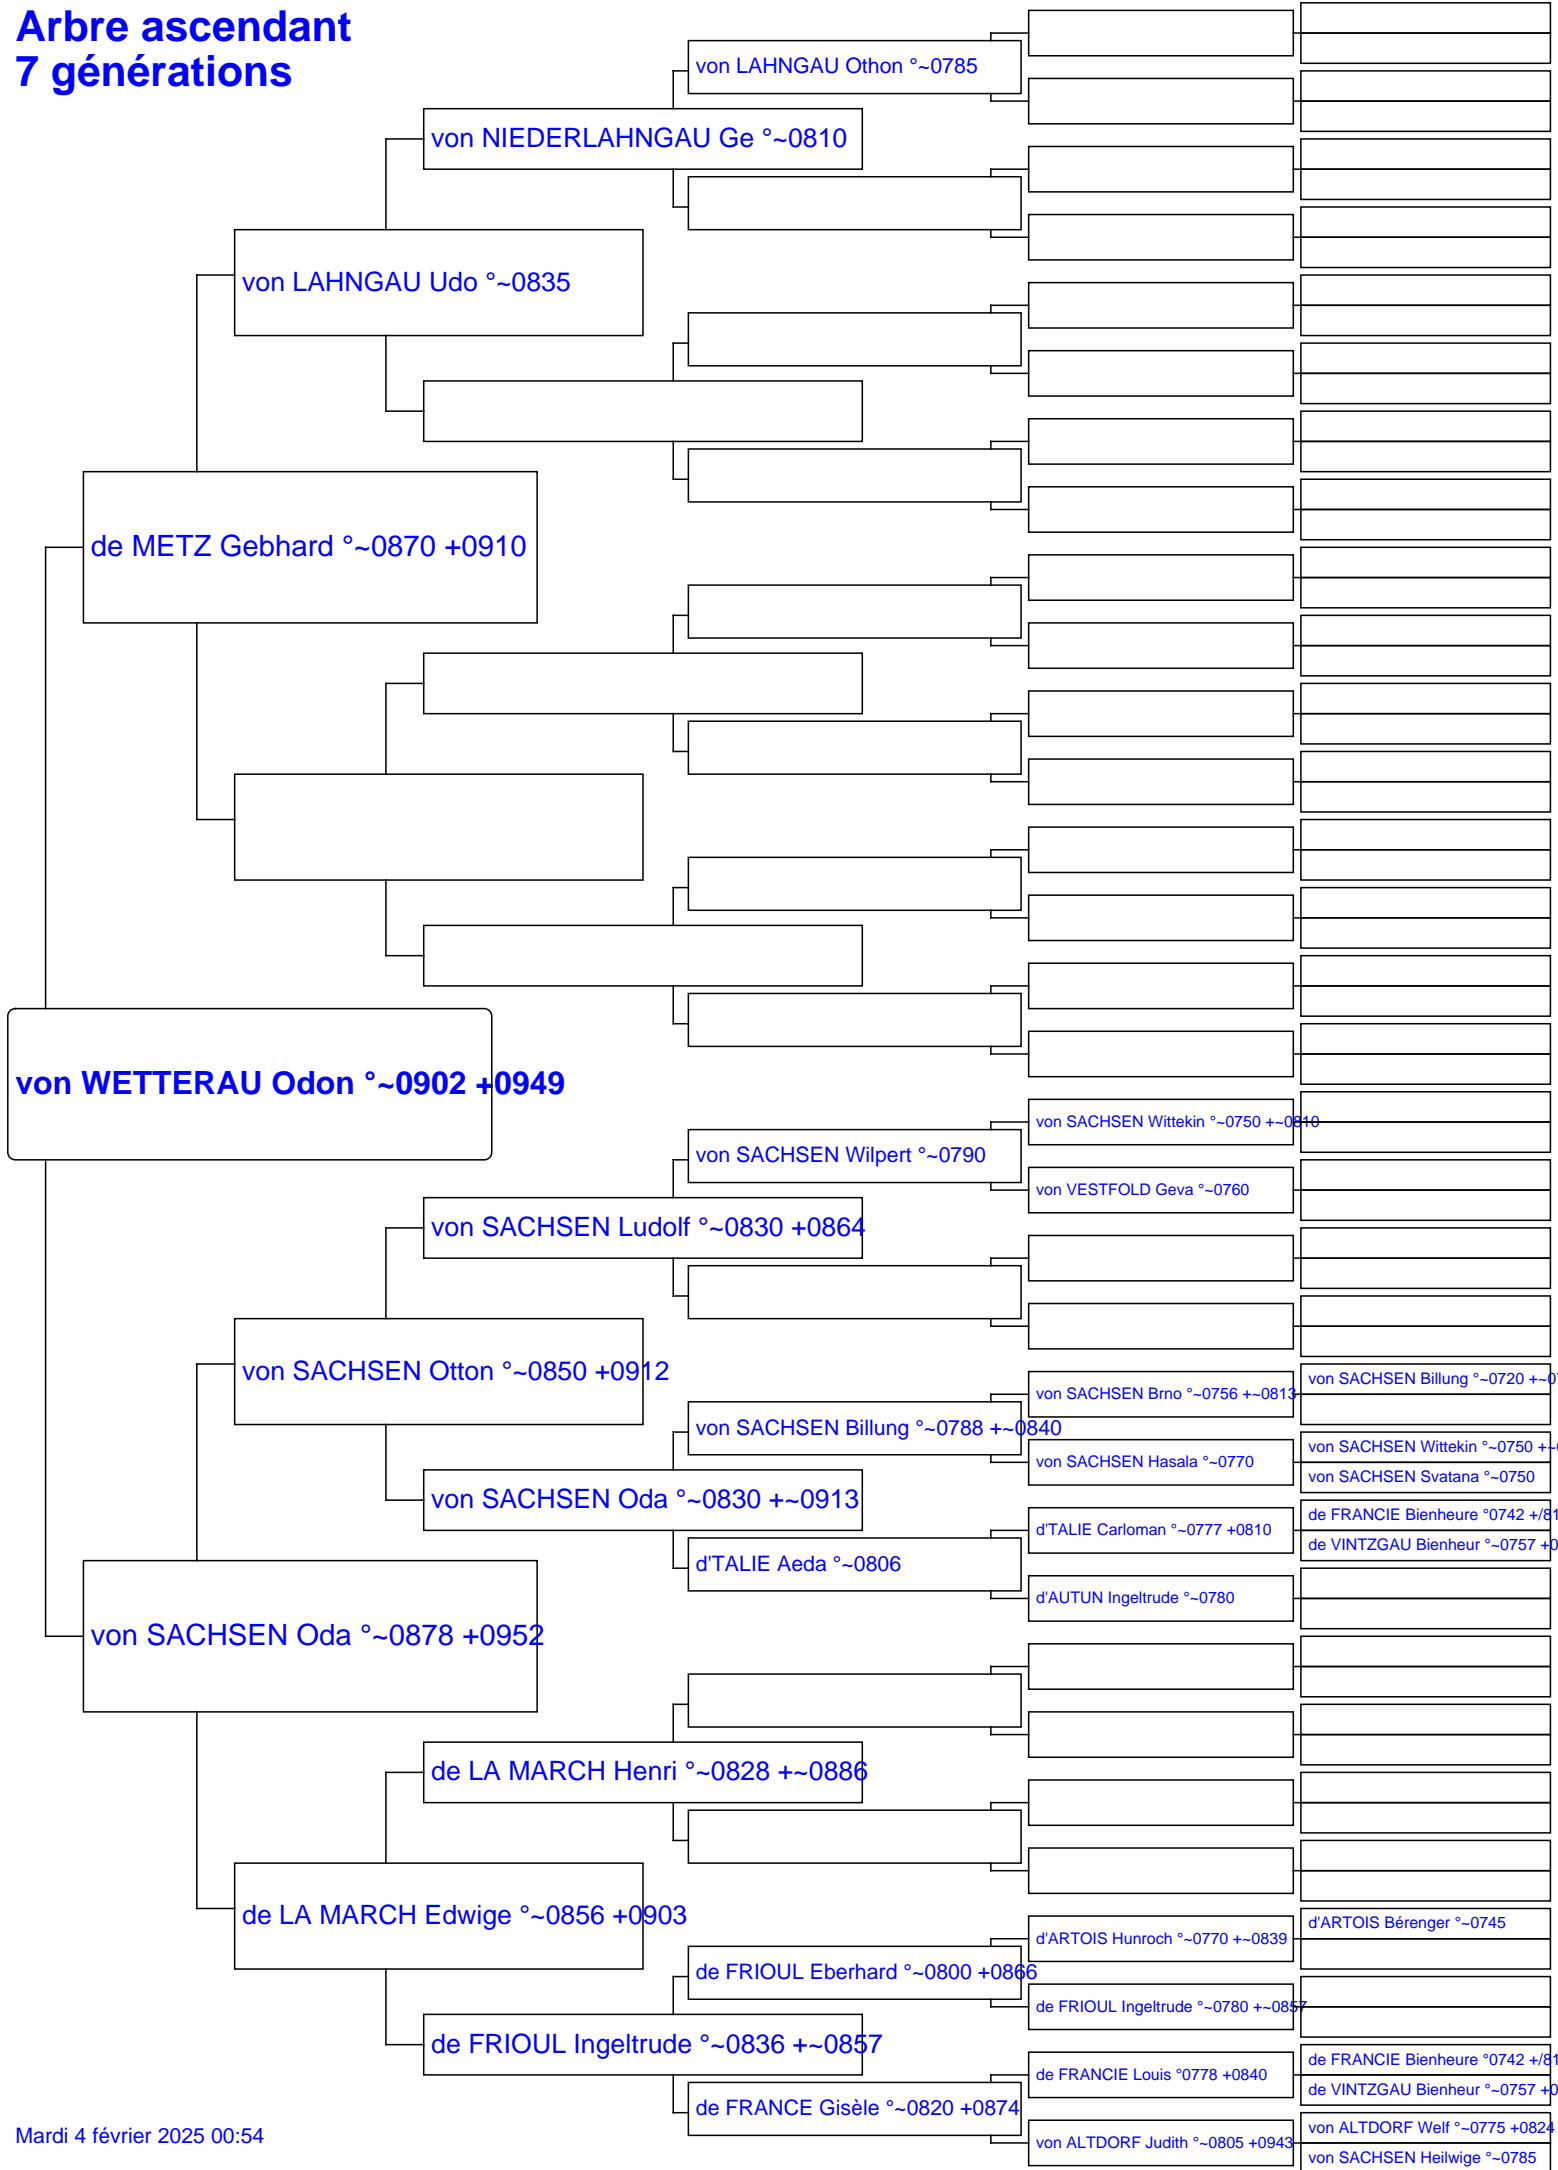 Arbre ascendant
7 générations
von LAHNGAU Othon °~0785
von NIEDERLAHNGAU Ge °~0810
von LAHNGAU Udo °~0835
de METZ Gebhard °~0870 +0910
von WETTERAU Odon °~0902 +0949
von SACHSEN Wittekin °~0750 +~0810
von SACHSEN Wilpert °~0790
von VESTFOLD Geva °~0760
von SACHSEN Ludolf °~0830 +0864
von SACHSEN Otton °~0850 +0912
von SACHSEN Billung °~0720 +~0
von SACHSEN Brno °~0756 +~0813
von SACHSEN Billung °~0788 +~0840
von SACHSEN Wittekin °~0750 +~
von SACHSEN Hasala °~0770
von SACHSEN Svatana °~0750
von SACHSEN Oda °~0830 +~0913
de FRANCIE Bienheure °0742 +/81
d'TALIE Carloman °~0777 +0810
de VINTZGAU Bienheur °~0757 +0
d'TALIE Aeda °~0806
d'AUTUN Ingeltrude °~0780
von SACHSEN Oda °~0878 +0952
de LA MARCH Henri °~0828 +~0886
de LA MARCH Edwige °~0856 +0903
d'ARTOIS Bérenger °~0745
d'ARTOIS Hunroch °~0770 +~0839
de FRIOUL Eberhard °~0800 +0866
de FRIOUL Ingeltrude °~0780 +~0857
de FRIOUL Ingeltrude °~0836 +~0857
de FRANCIE Bienheure °0742 +/81
de FRANCIE Louis °0778 +0840
de VINTZGAU Bienheur °~0757 +0
de FRANCE Gisèle °~0820 +0874
von ALTDORF Welf °~0775 +0824
von ALTDORF Judith °~0805 +0943
von SACHSEN Heilwige °~0785
Mardi 4 février 2025 00:54